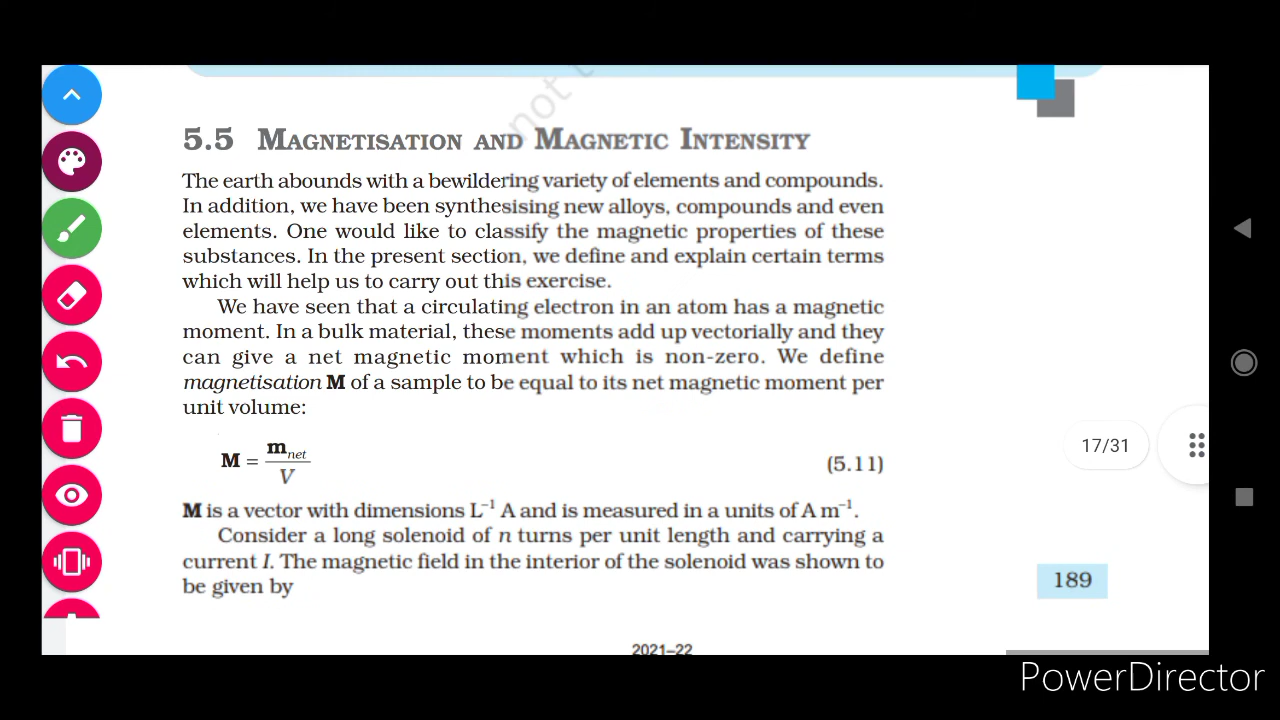 not t
5.5 MAGNETISATION AND MAGNETIC INTENSITY
The earth abounds with a bewildering variety of elements and compounds.
In addition, we have been synthesising new alloys, compounds and even
elements. One would like to classify the magnetic properties of these
substances. In the present section, we define and explain certain terms
which will help us to carry out this exercise.
We have seen that a circulating electron in an atom has a magnetic
moment. In a bulk material, these moments add up vectorially and they
can give a net magnetic moment which is non-zero. We define
magnetisation M of a sample to be equal to its net magnetic moment per
unit volume:
M = m_net / V (5.11)
17/31
M is a vector with dimensions L⁻¹ A and is measured in a units of A m⁻¹.
Consider a long solenoid of n turns per unit length and carrying a
current I. The magnetic field in the interior of the solenoid was shown to
be given by
189
2021–22
PowerDirector